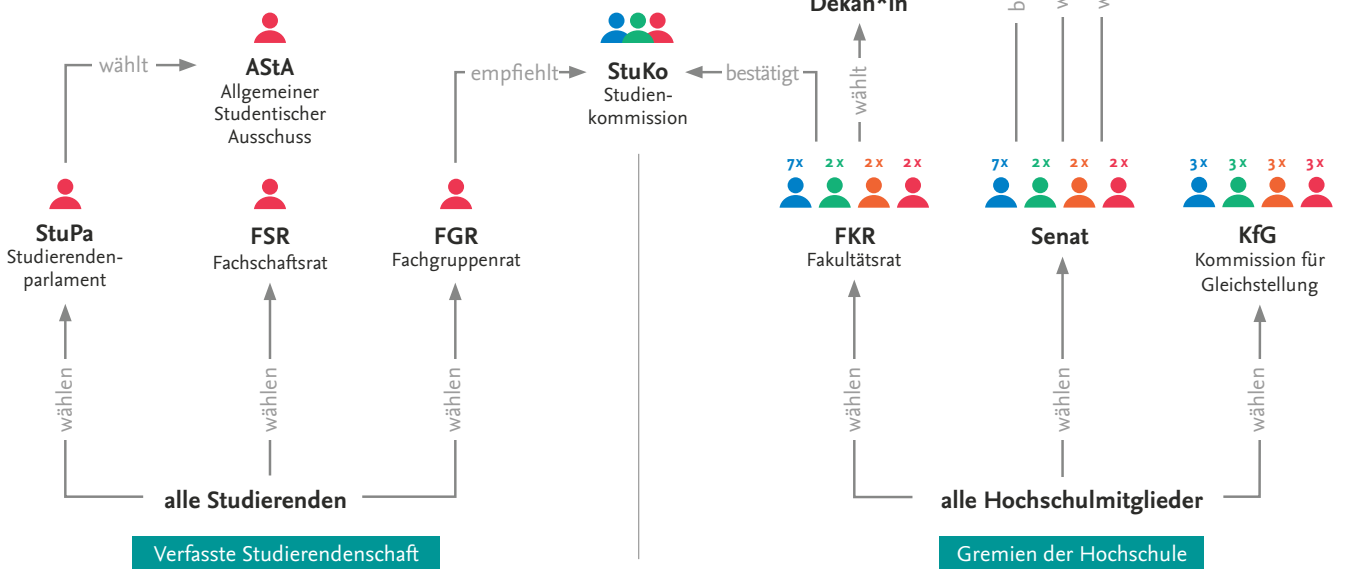 Dekan*in
wählt
AStA
Allgemeiner
Studentischer
Ausschuss
empfiehlt
StuKo
Studien-
kommission
bestätigt
wählt
StuPa
Studierenden-
parlament
FSR
Fachschaftsrat
FGR
Fachgruppenrat
7x 2x 2x 2x
FKR
Fakultätsrat
7x 2x 2x 2x
Senat
3x 3x 3x 3x
KfG
Kommission für
Gleichstellung
wählen
wählen
wählen
wählen
wählen
wählen
alle Studierenden
alle Hochschulmitglieder
Verfasste Studierendenschaft
Gremien der Hochschule